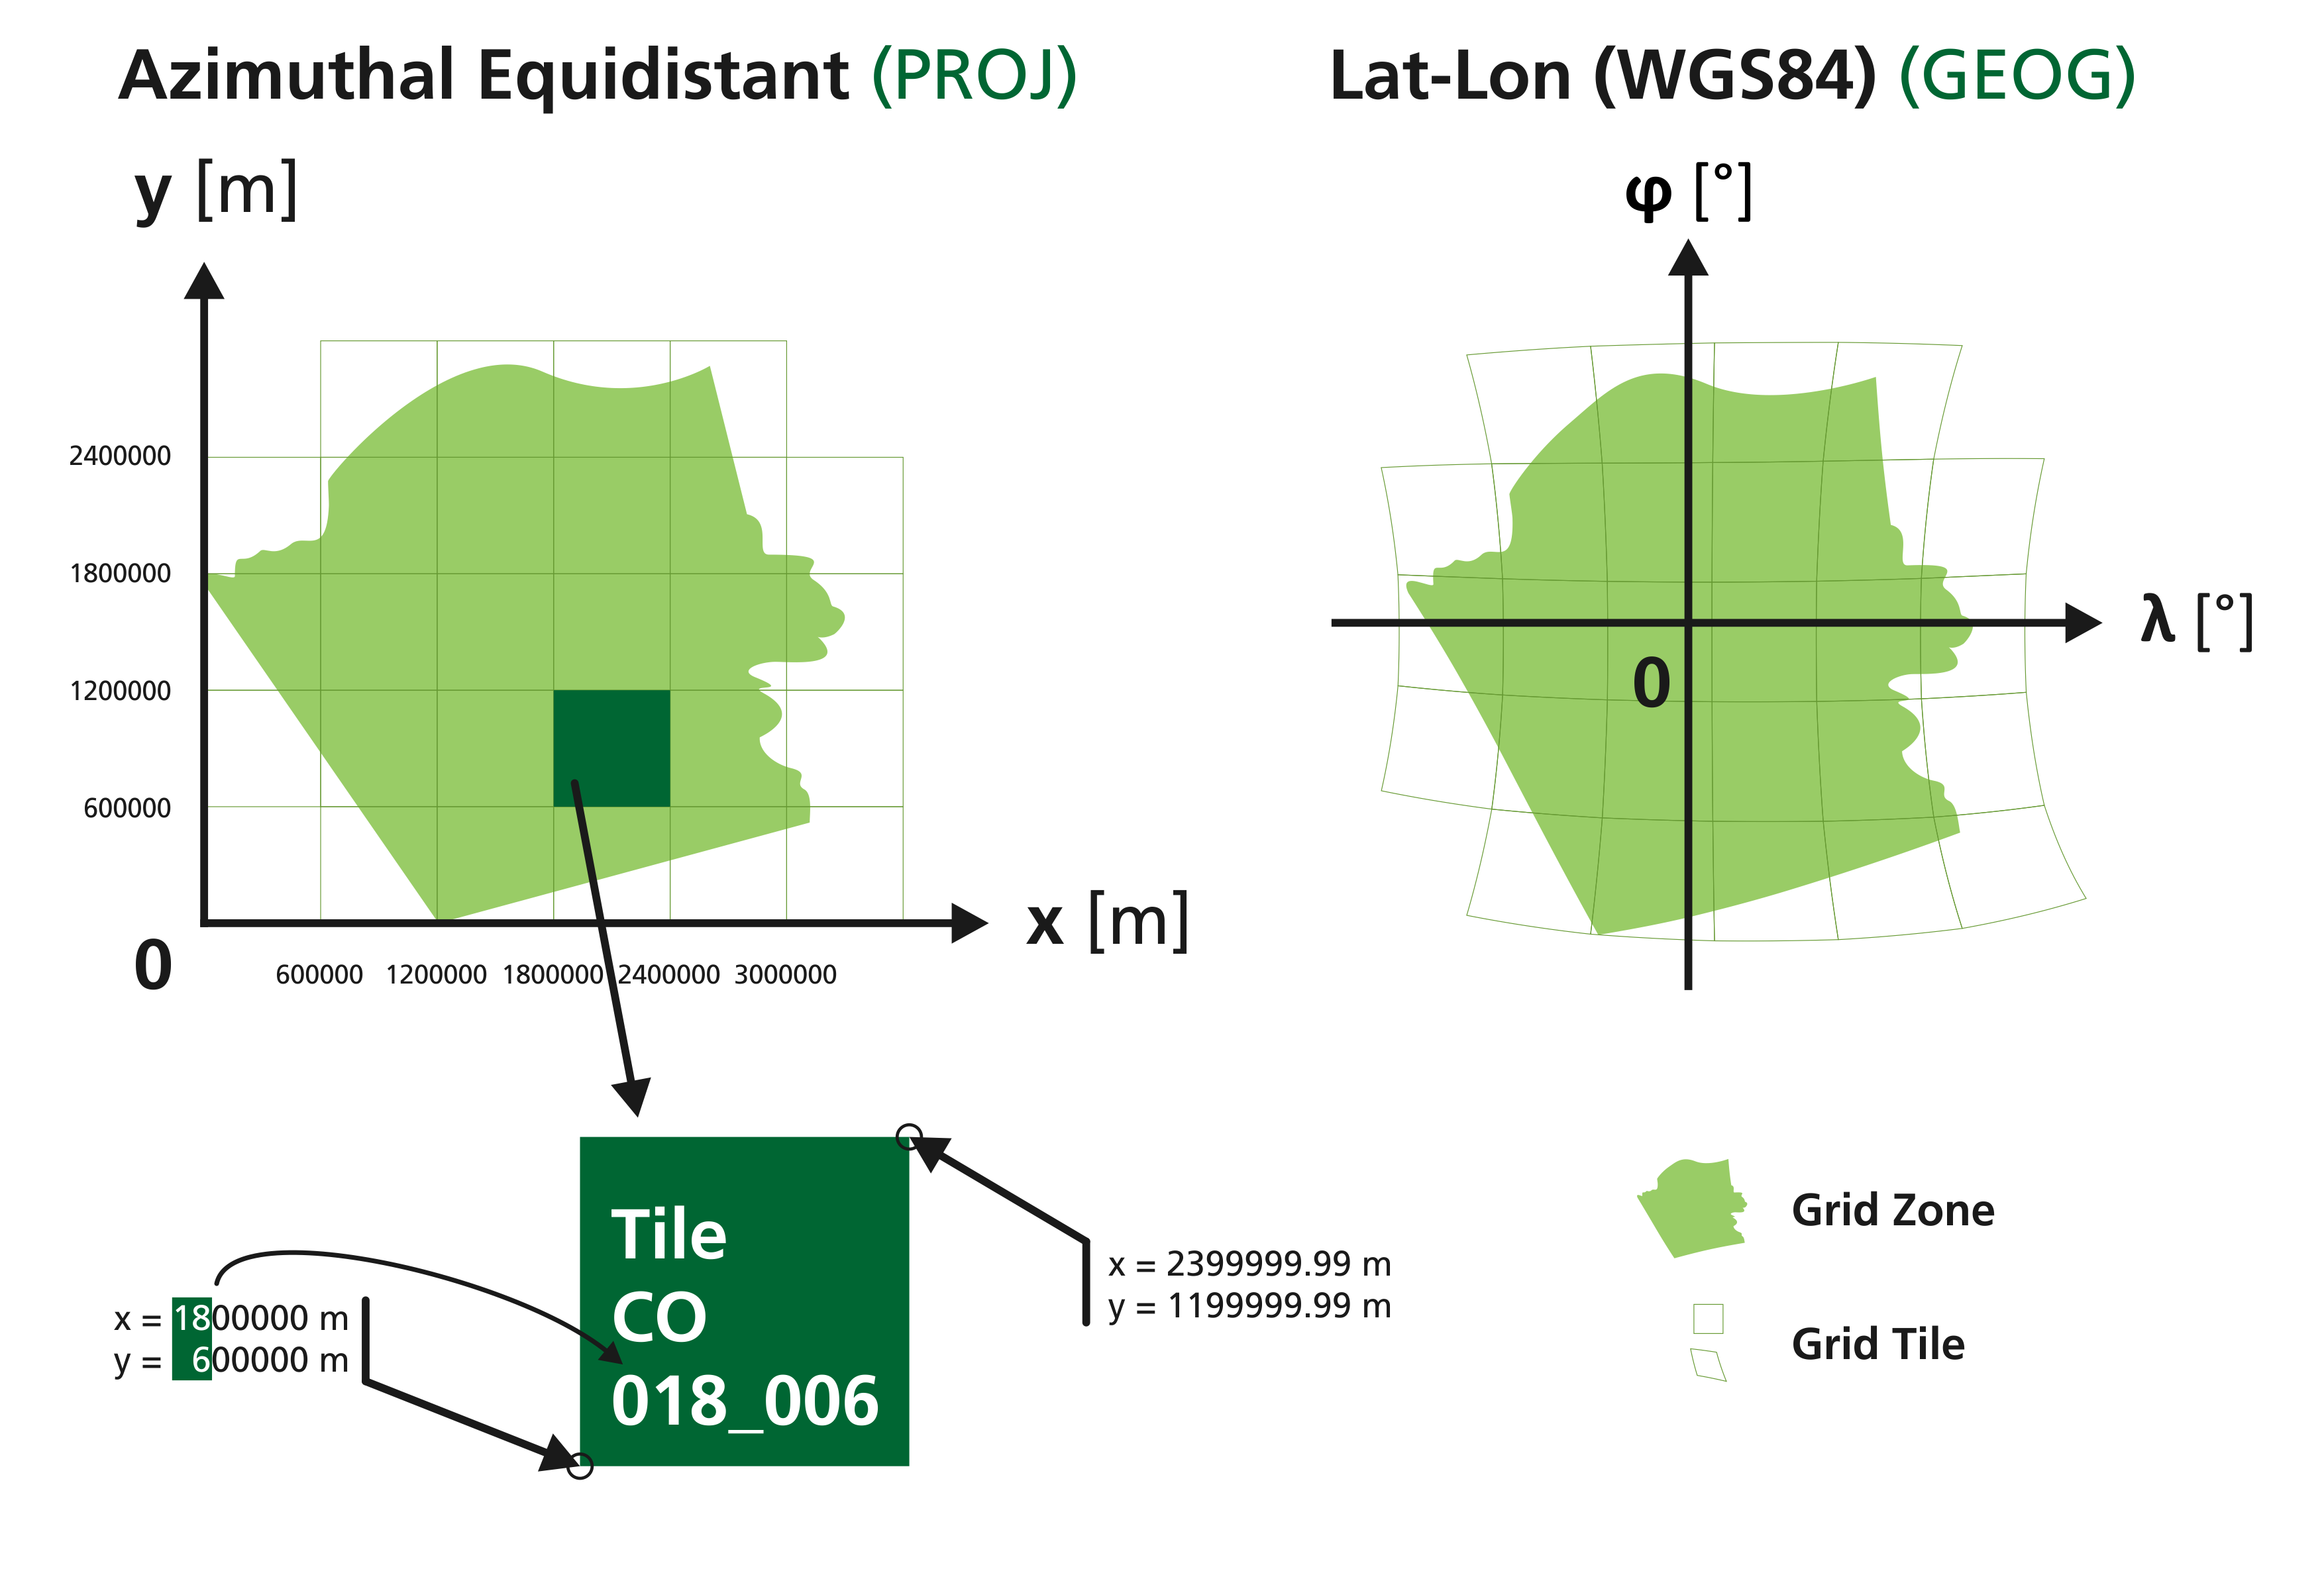 Azimuthal Equidistant (PROJ)
Lat-Lon (WGS84) (GEOG)
y [m]
φ [°]
2400000
1800000
1200000
600000
λ [°]
0
x [m]
0
600000 1200000 1800000 2400000 3000000
Tile
CO
018_006
x = 2399999.99 m
y = 1199999.99 m
x = 1800000 m
y = 600000 m
Grid Zone
Grid Tile